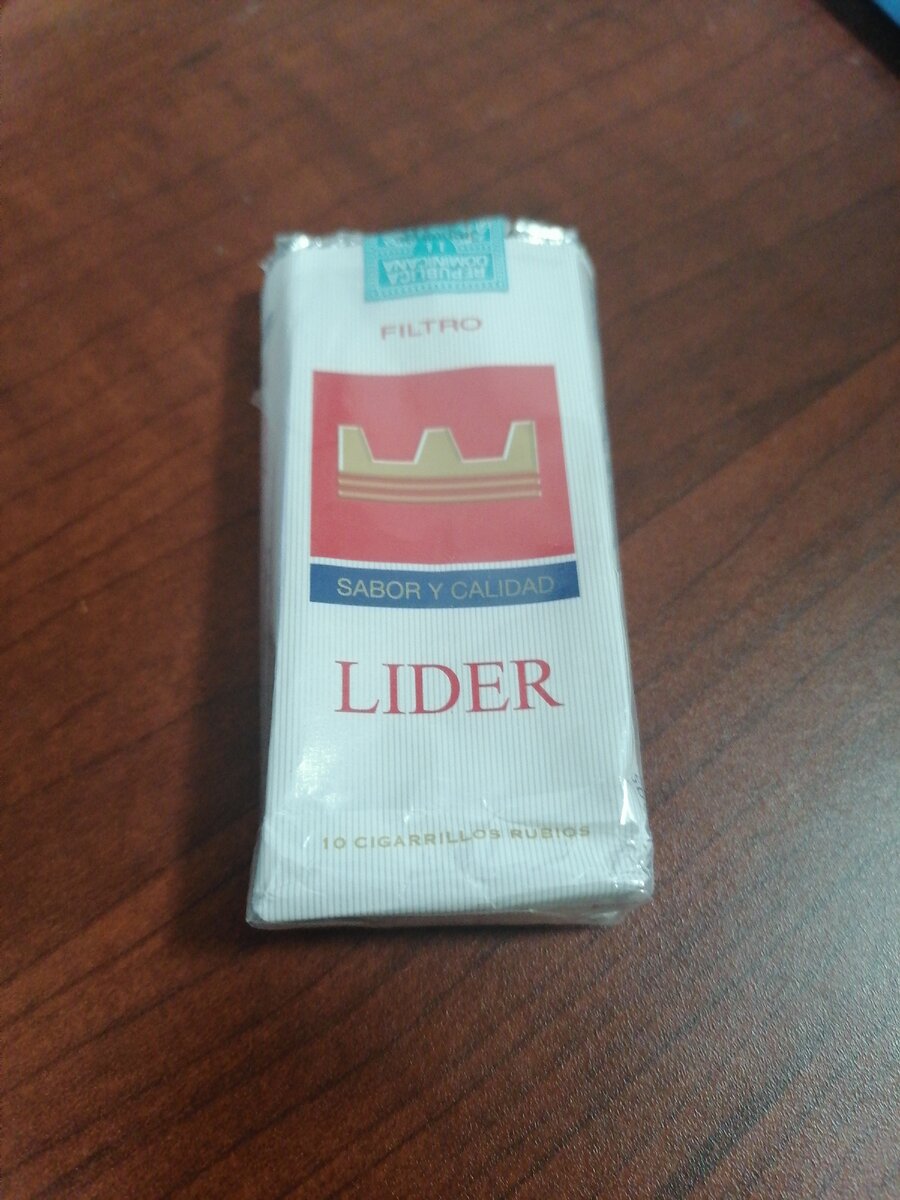 REPUBLICA
DOMINICANA
FILTRO
SABOR Y CALIDAD
LIDER
10 CIGARRILLOS RUBIOS